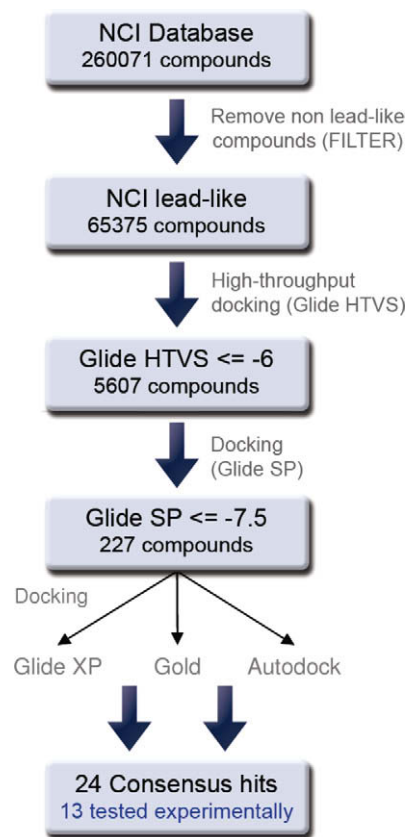 NCI Database
260071 compounds
Remove non lead-like
compounds (FILTER)
NCI lead-like
65375 compounds
High-throughput
docking (Glide HTVS)
Glide HTVS <= -6
5607 compounds
Docking
(Glide SP)
Glide SP <= -7.5
227 compounds
Docking
Glide XP Gold Autodock
24 Consensus hits
13 tested experimentally